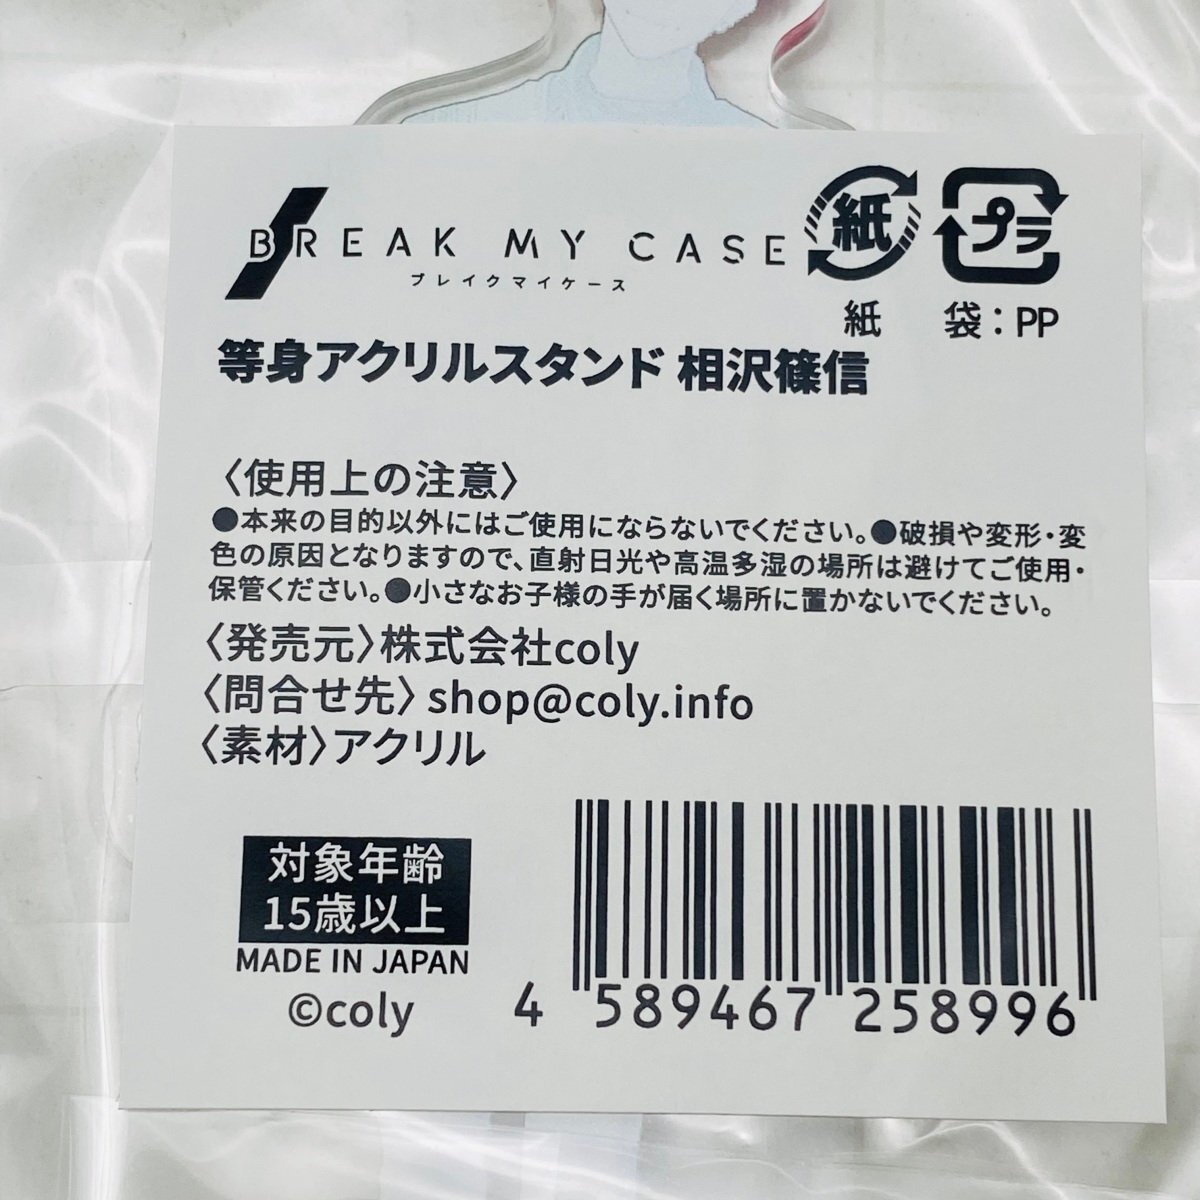 BREAK MY CASE
ブレイクマイケース
紙
プラ
紙 袋：PP
等身アクリルスタンド 相沢篠信
〈使用上の注意〉
●本来の目的以外にはご使用にならないでください。●破損や変形・変
色の原因となりますので、直射日光や高温多湿の場所は避けてご使用・
保管ください。●小さなお子様の手が届く場所に置かないでください。
〈発売元〉株式会社coly
〈問合せ先〉shop@coly.info
〈素材〉アクリル
対象年齢
15歳以上
MADE IN JAPAN
©coly
4 589467 258996